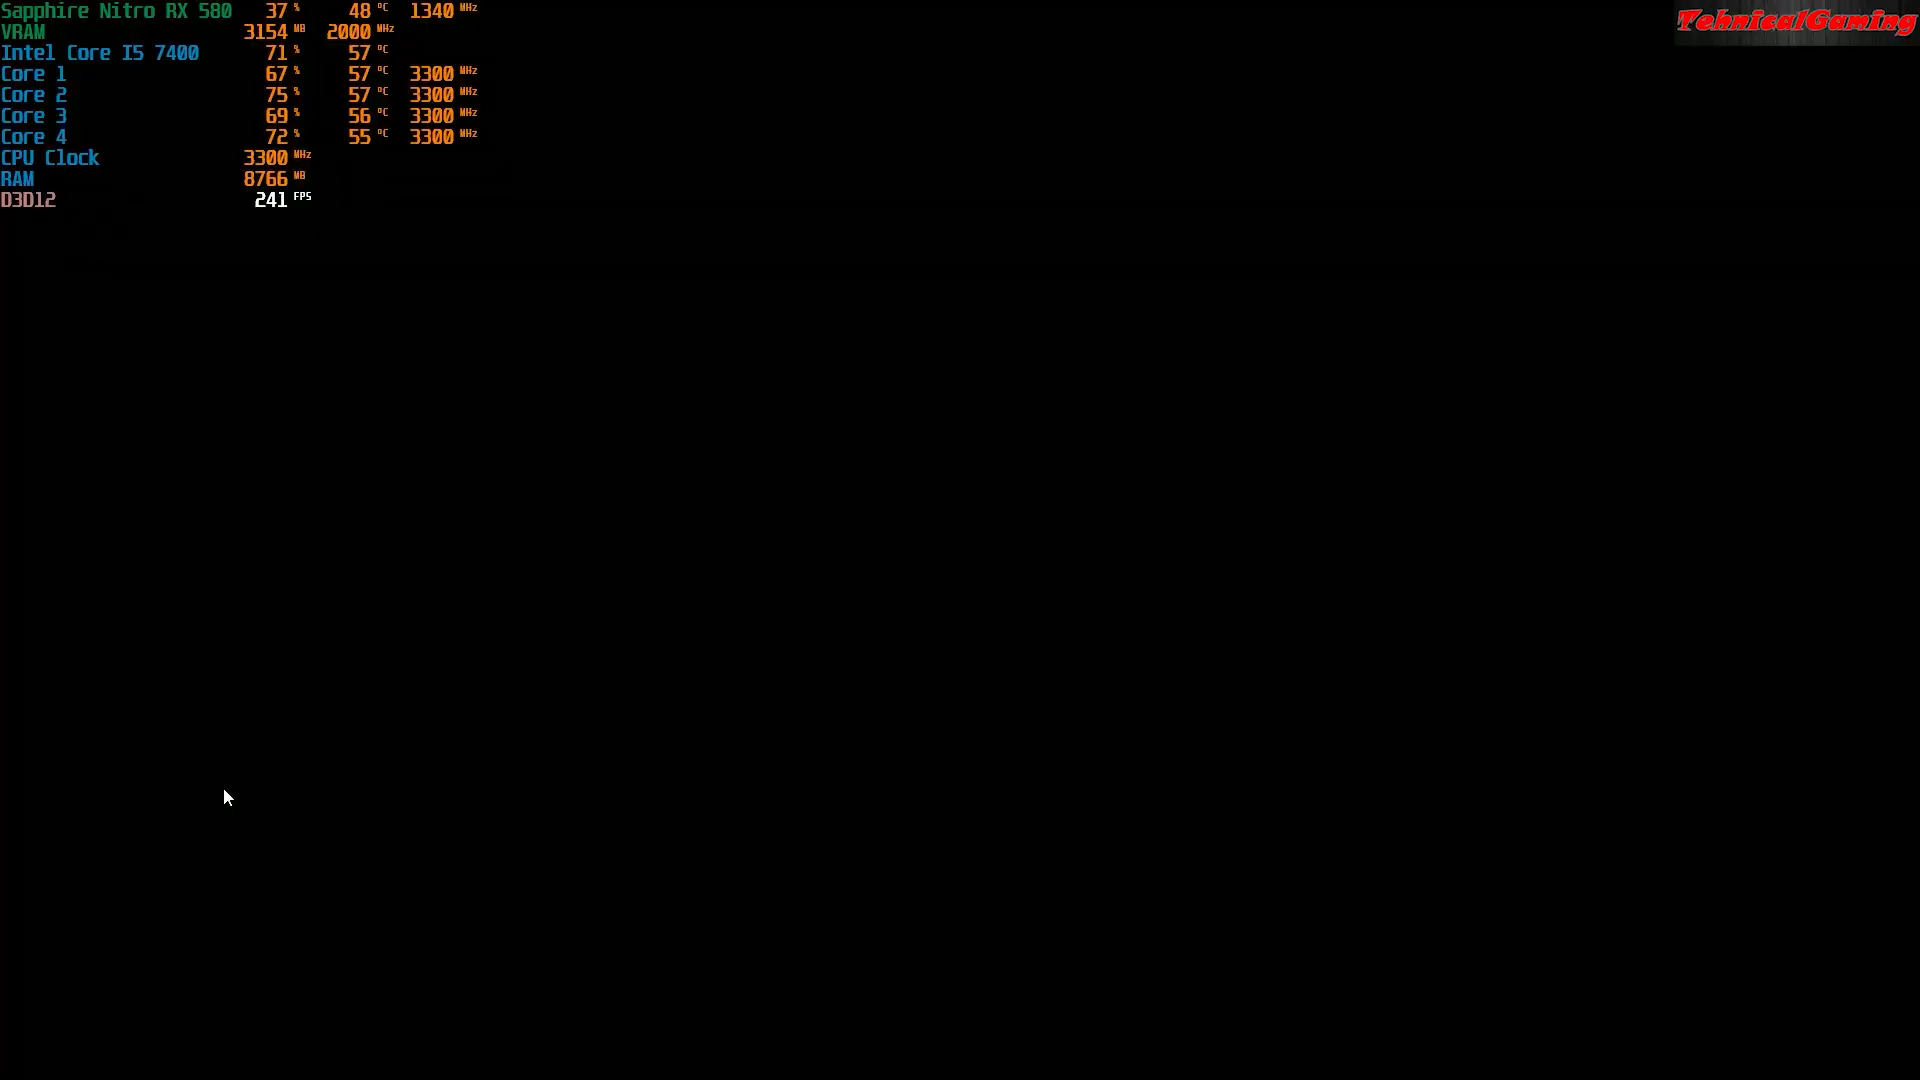 Sapphire Nitro RX 580 37 % 48 °C 1340 MHz
VRAM 3154 MB 2000 MHz
Intel Core I5 7400 71 % 57 °C
Core 1 67 % 57 °C 3300 MHz
Core 2 75 % 57 °C 3300 MHz
Core 3 69 % 56 °C 3300 MHz
Core 4 72 % 55 °C 3300 MHz
CPU Clock 3300 MHz
RAM 8766 MB
D3D12 241 FPS
TehnicalGaming